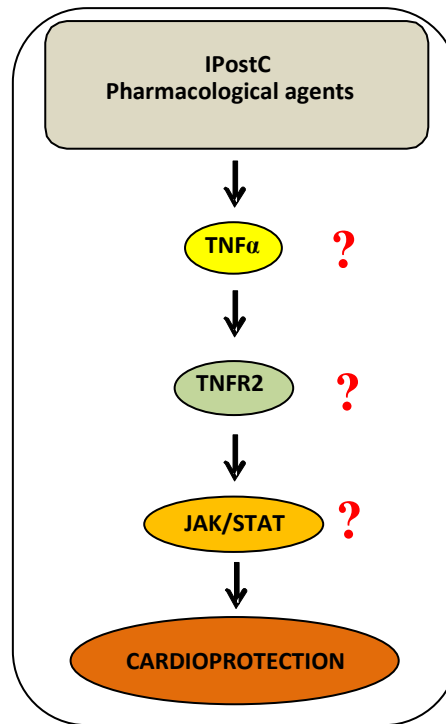 IPostC
Pharmacological agents
TNFα
?
TNFR2
?
JAK/STAT
?
CARDIOPROTECTION